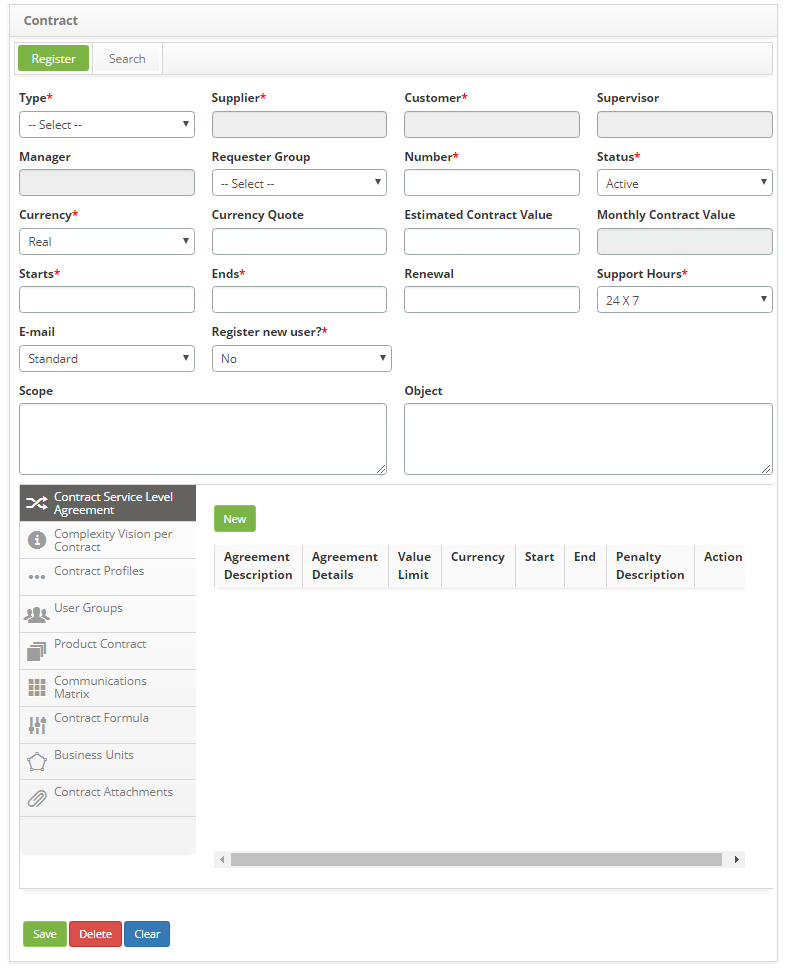 Contract
Register Search
Type* Supplier* Customer* Supervisor
-- Select --
Manager Requester Group Number* Status*
-- Select -- Active
Currency* Currency Quote Estimated Contract Value Monthly Contract Value
Real
Starts* Ends* Renewal Support Hours*
24 X 7
E-mail Register new user?*
Standard No
Scope Object
Contract Service Level
Agreement
Complexity Vision per
Contract
Contract Profiles
User Groups
Product Contract
Communications
Matrix
Contract Formula
Business Units
Contract Attachments
New
Agreement Agreement Value Currency Start End Penalty Action
Description Details Limit Description
Save Delete Clear